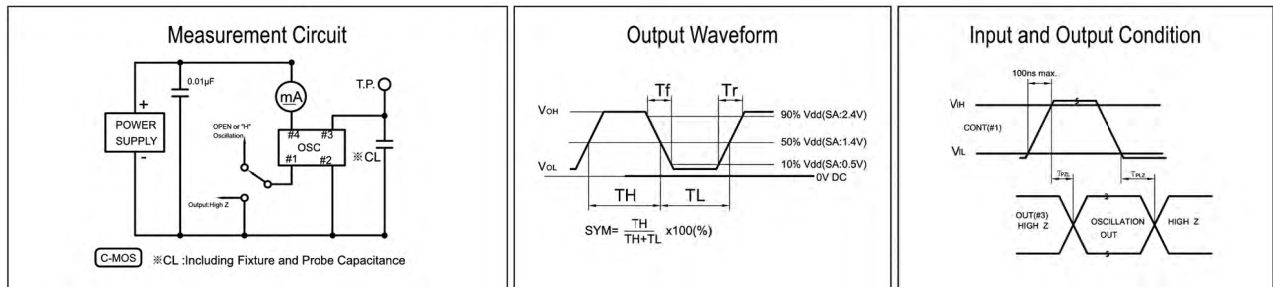 Measurement Circuit
0.01μF
T.P.
mA
+
POWER
SUPPLY
-
OPEN or "H"
Oscillation
#4 #3
OSC
#1 #2
※CL
Output:High Z
C-MOS ※CL :Including Fixture and Probe Capacitance
Output Waveform
Tf Tr
VOH
90% Vdd(SA:2.4V)
50% Vdd(SA:1.4V)
10% Vdd(SA:0.5V)
VOL
0V DC
TH TL
SYM= TH
TH+TL x100(%)
Input and Output Condition
100ns max.
VIH
CONT(#1)
VIL
TPZL TPLZ
OUT(#3)
HIGH Z
OSCILLATION
OUT
HIGH Z